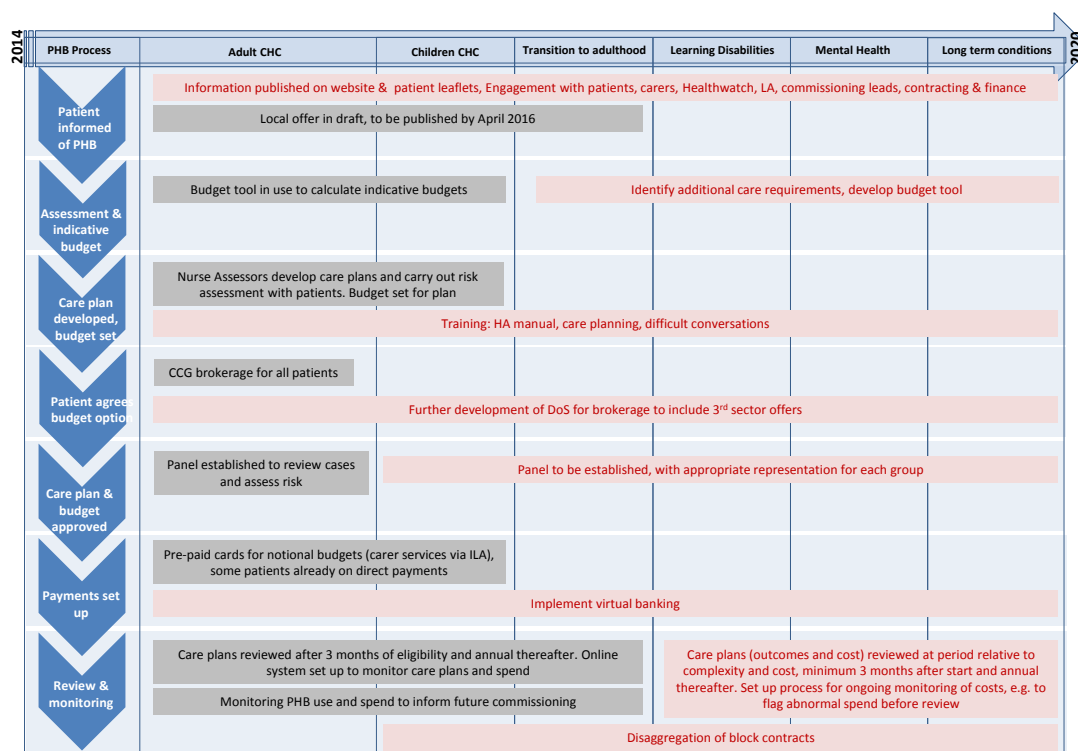 2014
PHB Process
Adult CHC
Children CHC
Transition to adulthood
Learning Disabilities
Mental Health
Long term conditions
2020
Patient
informed
of PHB
Information published on website & patient leaflets, Engagement with patients, carers, Healthwatch, LA, commissioning leads, contracting & finance
Local offer in draft, to be published by April 2016
Assessment &
indicative
budget
Budget tool in use to calculate indicative budgets
Identify additional care requirements, develop budget tool
Care plan
developed,
budget set
Nurse Assessors develop care plans and carry out risk
assessment with patients. Budget set for plan
Training: HA manual, care planning, difficult conversations
Patient agrees
budget option
CCG brokerage for all patients
Further development of DoS for brokerage to include 3rd sector offers
Care plan &
budget
approved
Panel established to review cases
and assess risk
Panel to be established, with appropriate representation for each group
Payments set
up
Pre-paid cards for notional budgets (carer services via ILA),
some patients already on direct payments
Implement virtual banking
Review &
monitoring
Care plans reviewed after 3 months of eligibility and annual thereafter. Online
system set up to monitor care plans and spend
Monitoring PHB use and spend to inform future commissioning
Care plans (outcomes and cost) reviewed at period relative to
complexity and cost, minimum 3 months after start and annual
thereafter. Set up process for ongoing monitoring of costs, e.g. to
flag abnormal spend before review
Disaggregation of block contracts